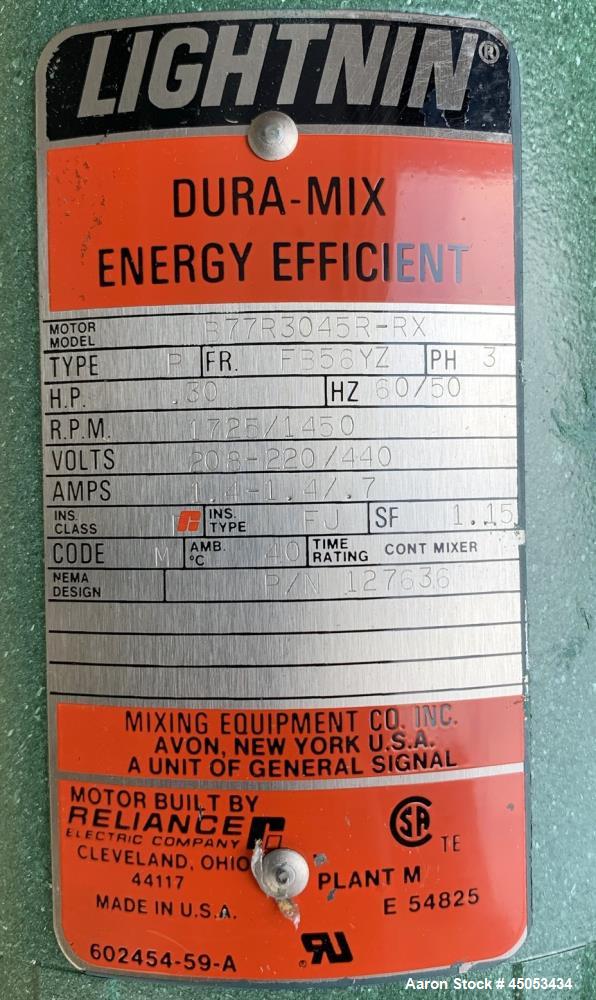 LIGHTNIN®
DURA-MIX
ENERGY EFFICIENT
MOTOR MODEL B77R3045R-RX
TYPE P FR. FB56YZ PH 3
H.P. .30 HZ 60/50
R.P.M. 1725/1450
VOLTS 208-220/440
AMPS 1.4-1.4/.7
INS. CLASS INS. TYPE FJ SF 1.15
CODE M AMB. °C 40 TIME RATING CONT MIXER
NEMA DESIGN P/N 127636
MIXING EQUIPMENT CO. INC.
AVON, NEW YORK U.S.A.
A UNIT OF GENERAL SIGNAL
MOTOR BUILT BY
RELIANCE
ELECTRIC COMPANY
CLEVELAND, OHIO
44117
MADE IN U.S.A.
SA TE
PLANT M
E 54825
602454-59-A
Aaron Stock # 45053434